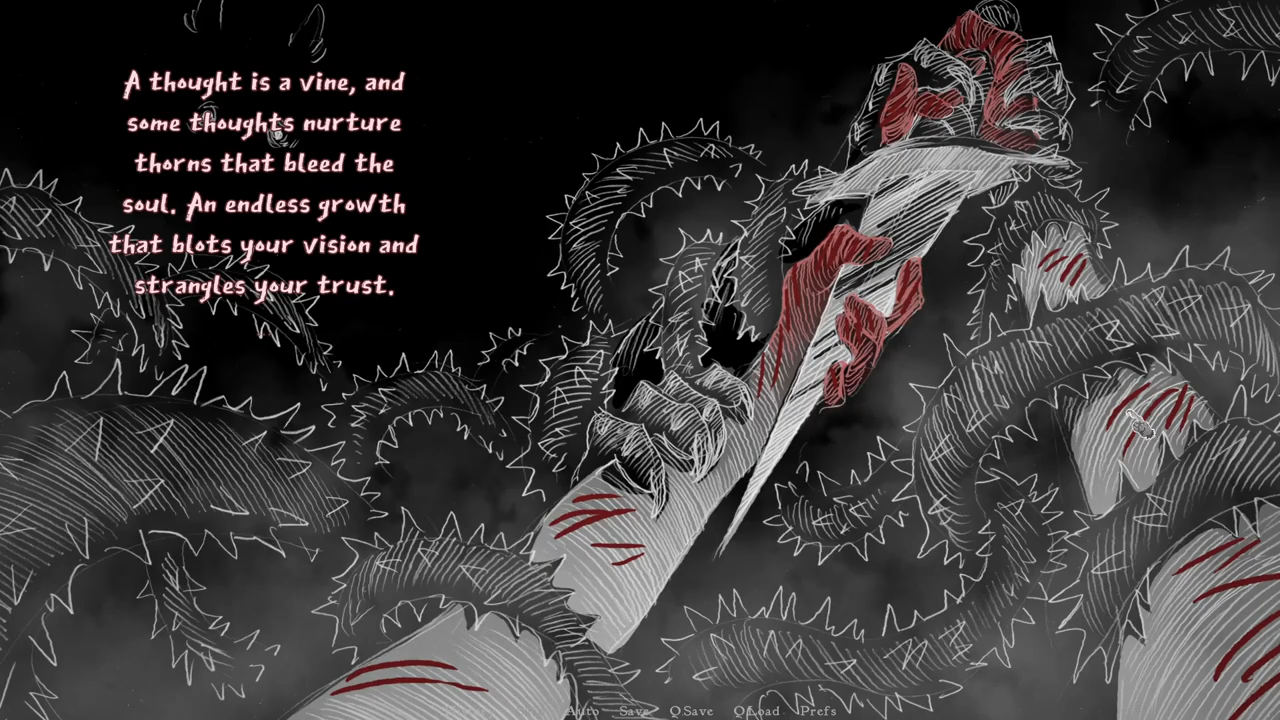 A thought is a vine, and
some thoughts nurture
thorns that bleed the
soul. An endless growth
that blots your vision and
strangles your trust.
Auto Save Q.Save Q.Load Prefs